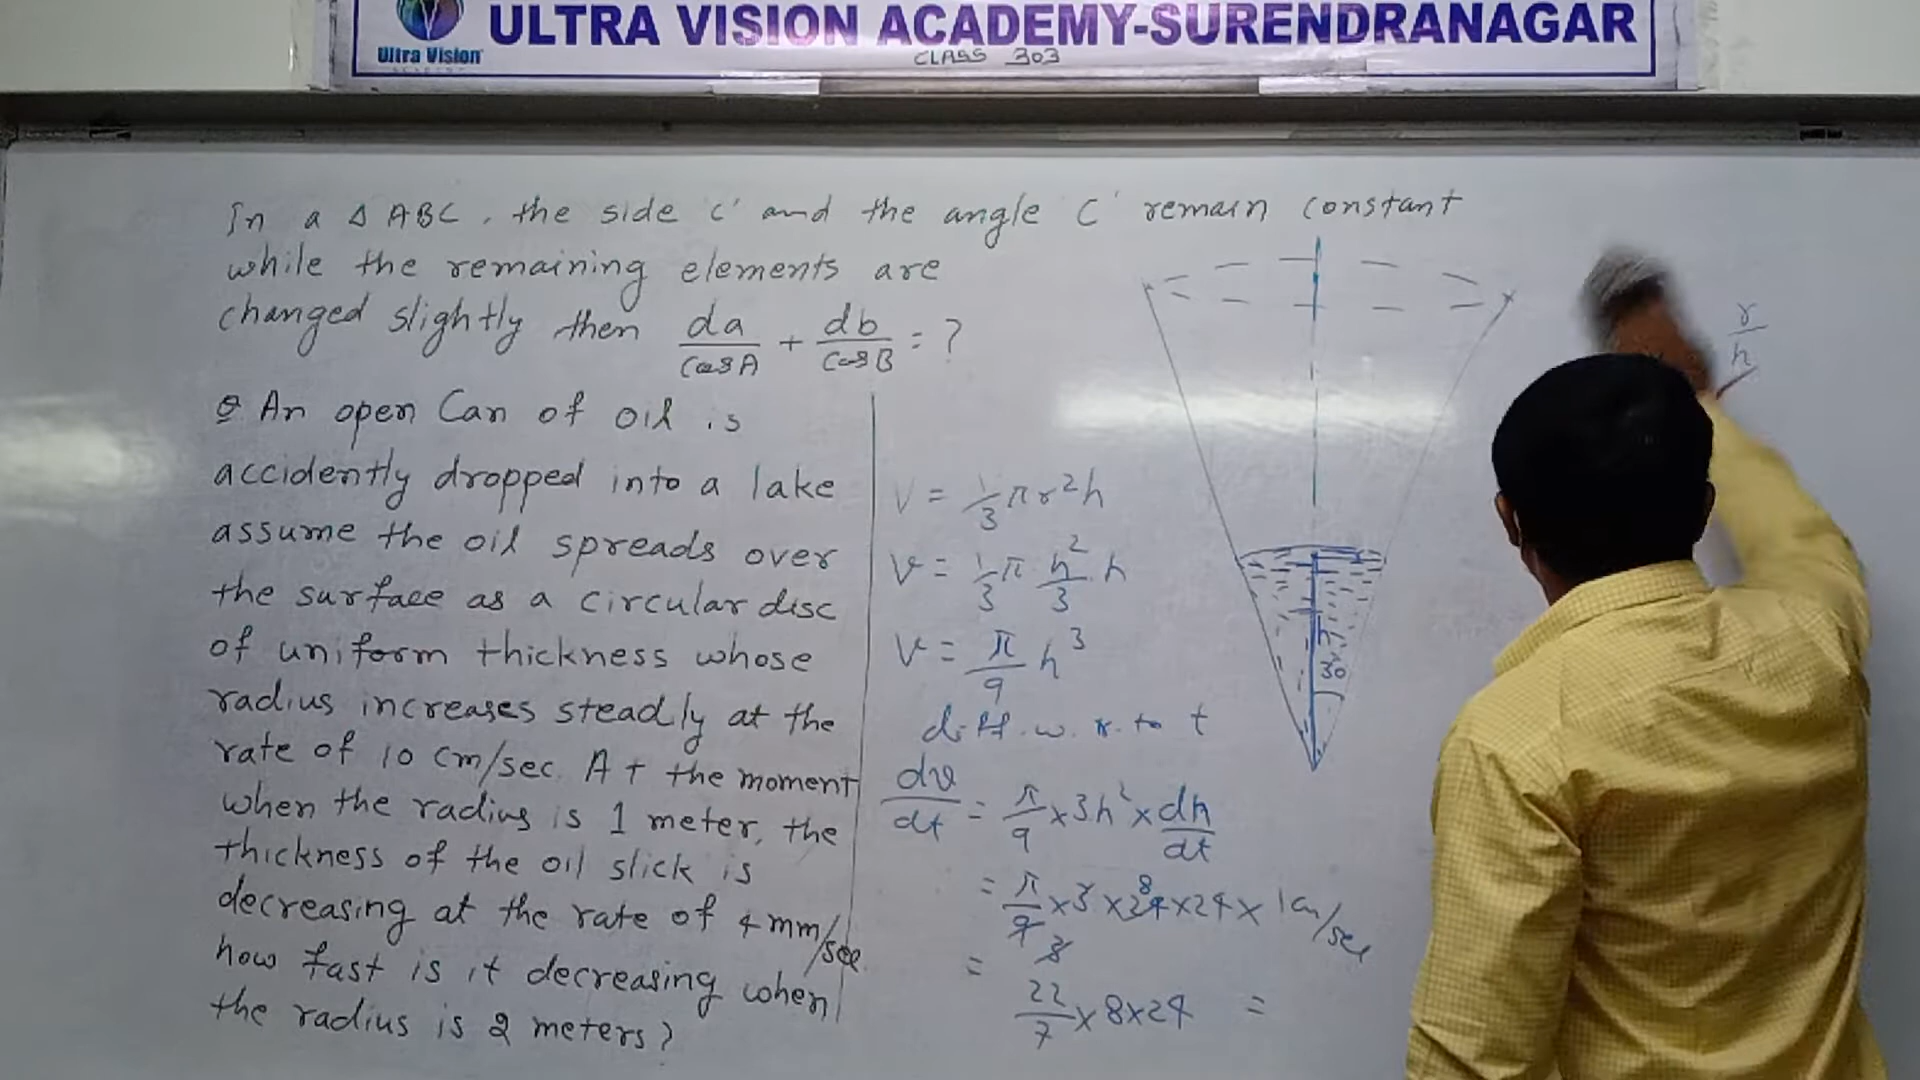 ULTRA VISION ACADEMY-SURENDRANAGAR
Ultra Vision
ACADEMY
CLASS 303
In a Δ ABC, the side c' and the angle C' remain constant
while the remaining elements are
changed slightly then da/CosA + db/CosB = ?
Q An open Can of oil is
accidently dropped into a lake
assume the oil spreads over
the surface as a circular disc
of uniform thickness whose
radius increases steadly at the
rate of 10 cm/sec. At the moment
when the radius is 1 meter, the
thickness of the oil slick is
decreasing at the rate of 4 mm/sec
how fast is it decreasing when
the radius is 2 meters?
V = 1/3 πr²h
V = 1/3 π h²/3 h
V = π/9 h³
diff. w. r. to t
dv/dt = π/9 × 3h² × dh/dt
= π/9 × 3 × 24 × 24 × 1 cm/sec
8
3
=
22/7 × 8 × 24 =
h
30
r/h